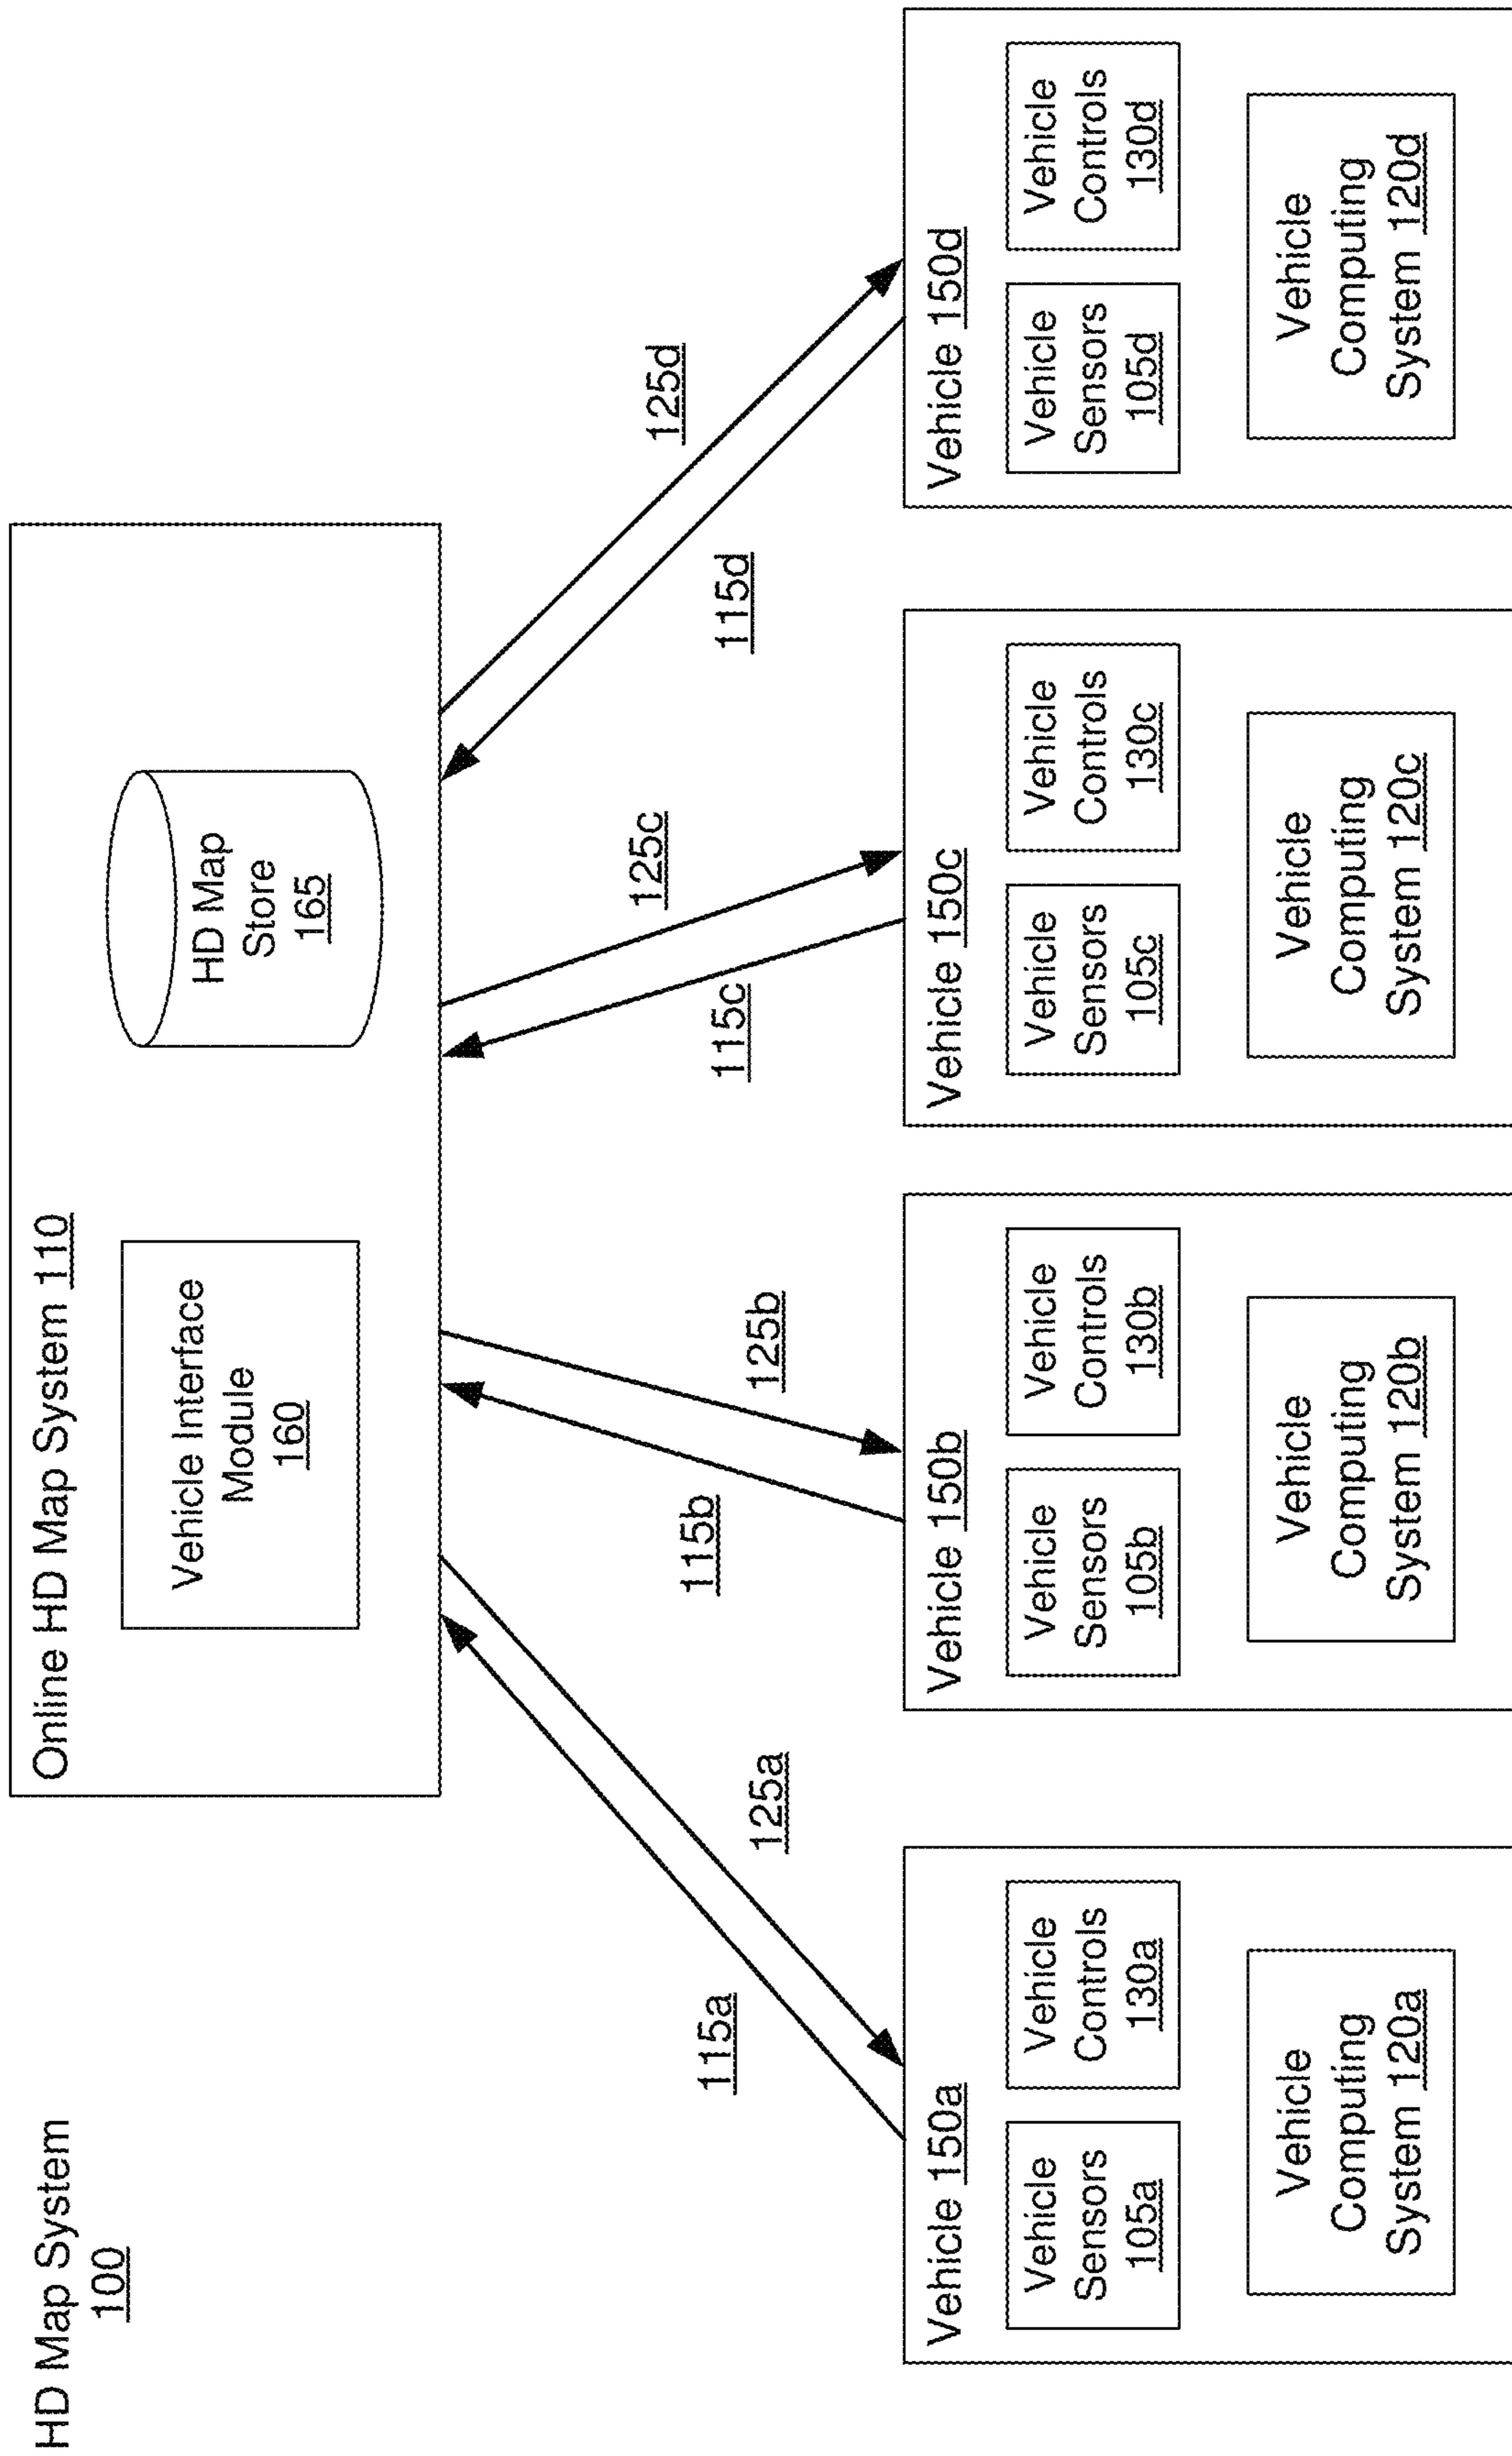 HD Map System
100
Online HD Map System 110
Vehicle Interface
Module
160
HD Map
Store
165
115a
125a
115b
125b
115c
125c
115d
125d
Vehicle 150a
Vehicle
Sensors
105a
Vehicle
Controls
130a
Vehicle
Computing
System 120a
Vehicle 150b
Vehicle
Sensors
105b
Vehicle
Controls
130b
Vehicle
Computing
System 120b
Vehicle 150c
Vehicle
Sensors
105c
Vehicle
Controls
130c
Vehicle
Computing
System 120c
Vehicle 150d
Vehicle
Sensors
105d
Vehicle
Controls
130d
Vehicle
Computing
System 120d